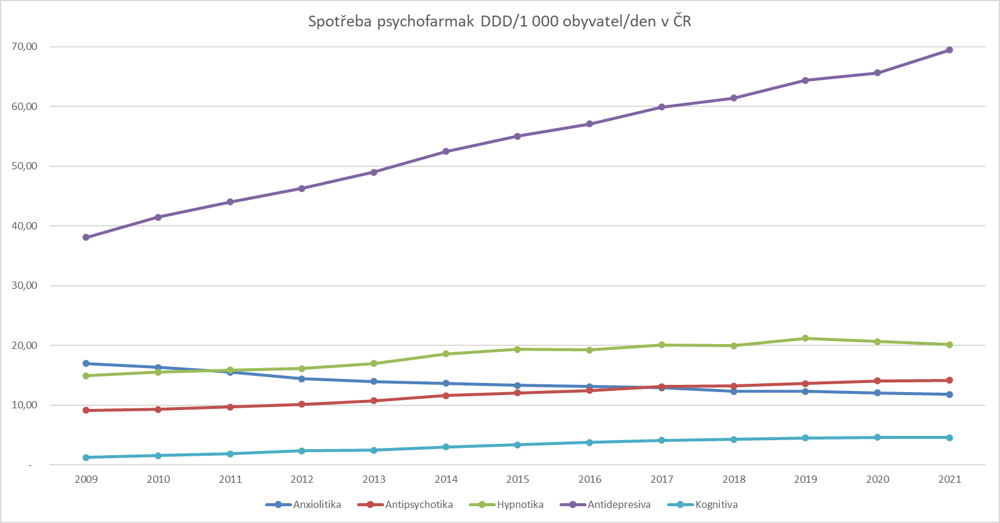 Spotřeba psychofarmak DDD/1 000 obyvatel/den v ČR
70,00
60,00
50,00
40,00
30,00
20,00
10,00
-
2009 2010 2011 2012 2013 2014 2015 2016 2017 2018 2019 2020 2021
Anxiolitika Antipsychotika Hypnotika Antidepresiva Kognitiva